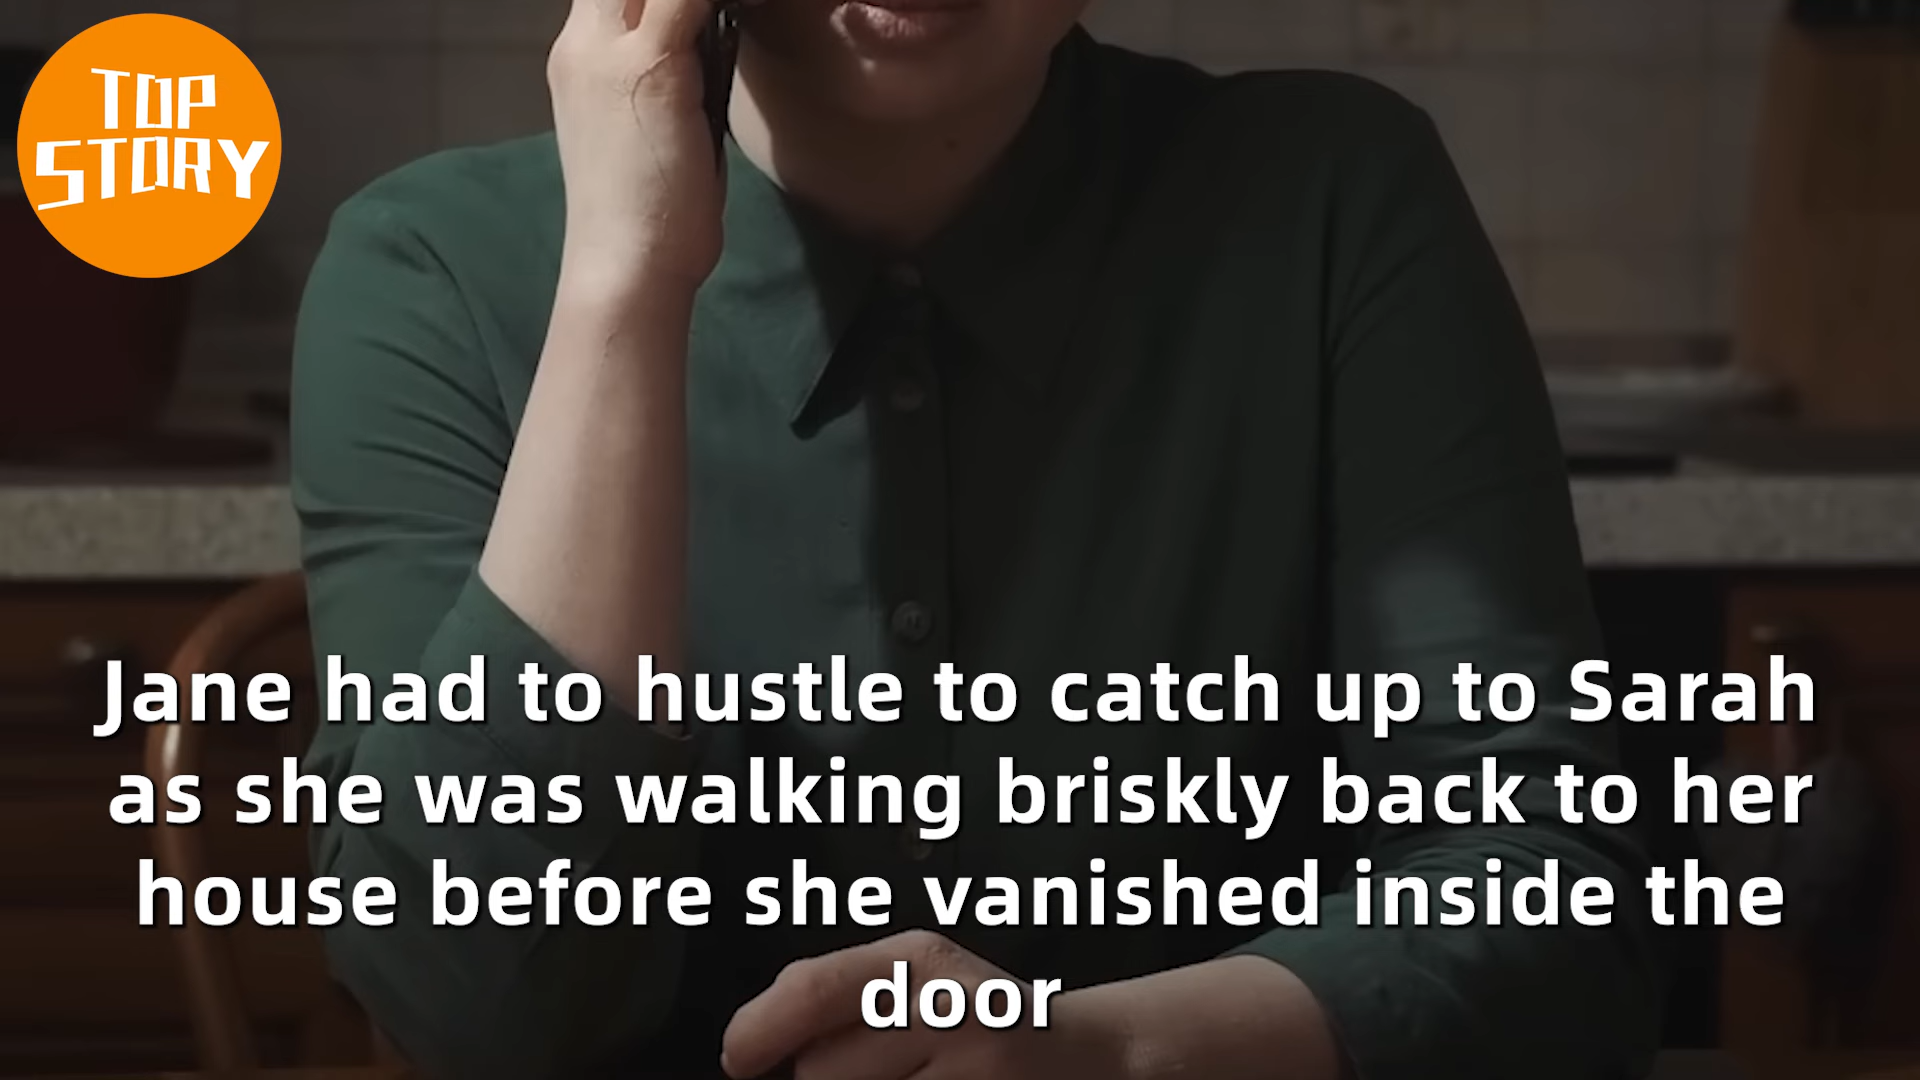 TOP
STORY
Jane had to hustle to catch up to Sarah
as she was walking briskly back to her
house before she vanished inside the
door